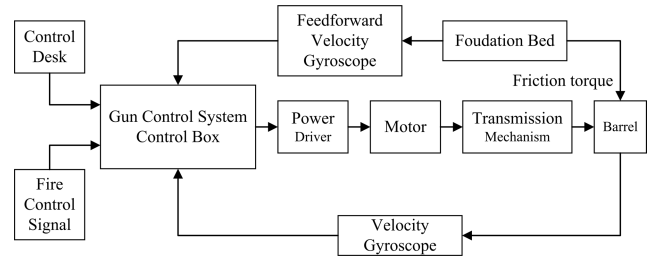 Control
Desk
Feedforward
Velocity
Gyroscope
Foudation Bed
Friction torque
Gun Control System
Control Box
Power
Driver
Motor
Transmission
Mechanism
Barrel
Fire
Control
Signal
Velocity
Gyroscope